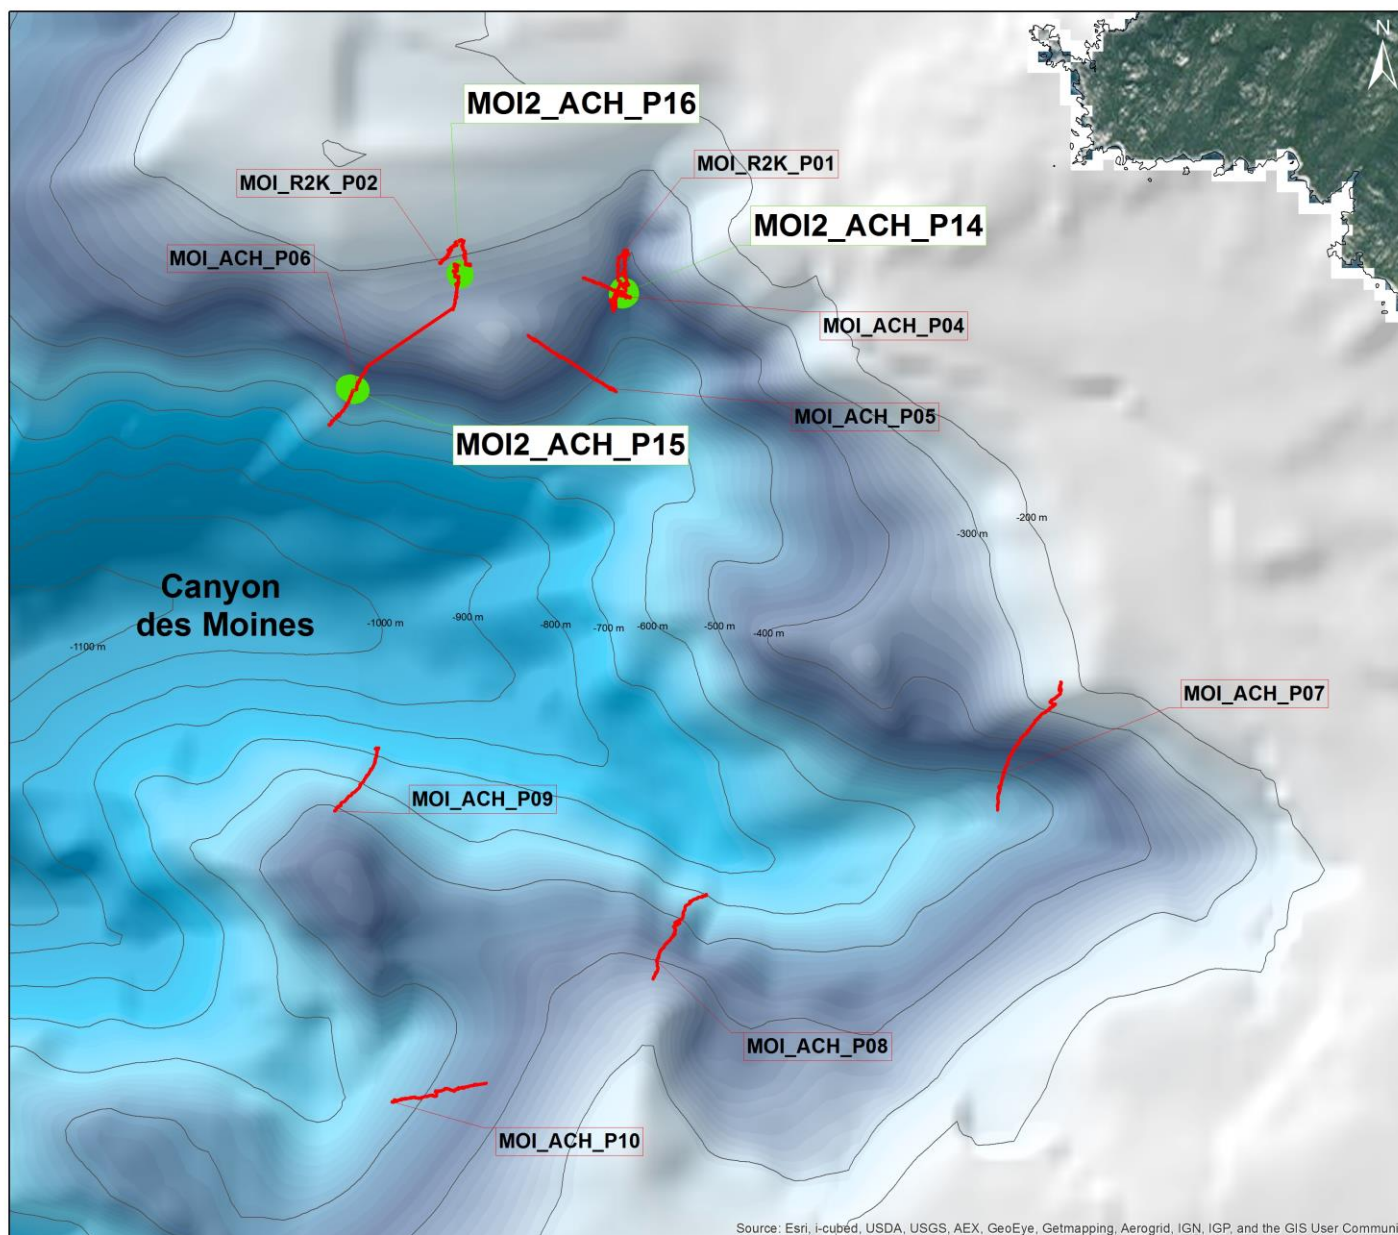 N
MOI2_ACH_P16
MOI_R2K_P01
MOI_R2K_P02
MOI2_ACH_P14
MOI_ACH_P06
MOI_ACH_P04
MOI_ACH_P05
MOI2_ACH_P15
-200 m
-300 m
Canyon
des Moines
-1100 m
-1000 m
-900 m
-800 m
-700 m
-600 m
-500 m
-400 m
MOI_ACH_P07
MOI_ACH_P09
MOI_ACH_P08
MOI_ACH_P10
Source: Esri, i-cubed, USDA, USGS, AEX, GeoEye, Getmapping, Aerogrid, IGN, IGP, and the GIS User Communi